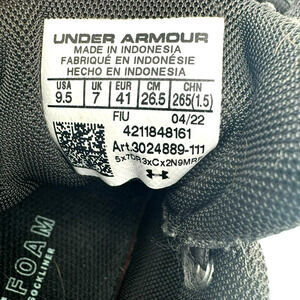 UNDER ARMOUR
MADE IN INDONESIA
FABRIQUÉ EN INDONÉSIE
HECHO EN INDONESIA
USA UK EUR CM CHN
9.5 7 41 26.5 265(1.5)
FIU 04/22
4211848161
Art.3024889-111
FOAM
SOCKLINER